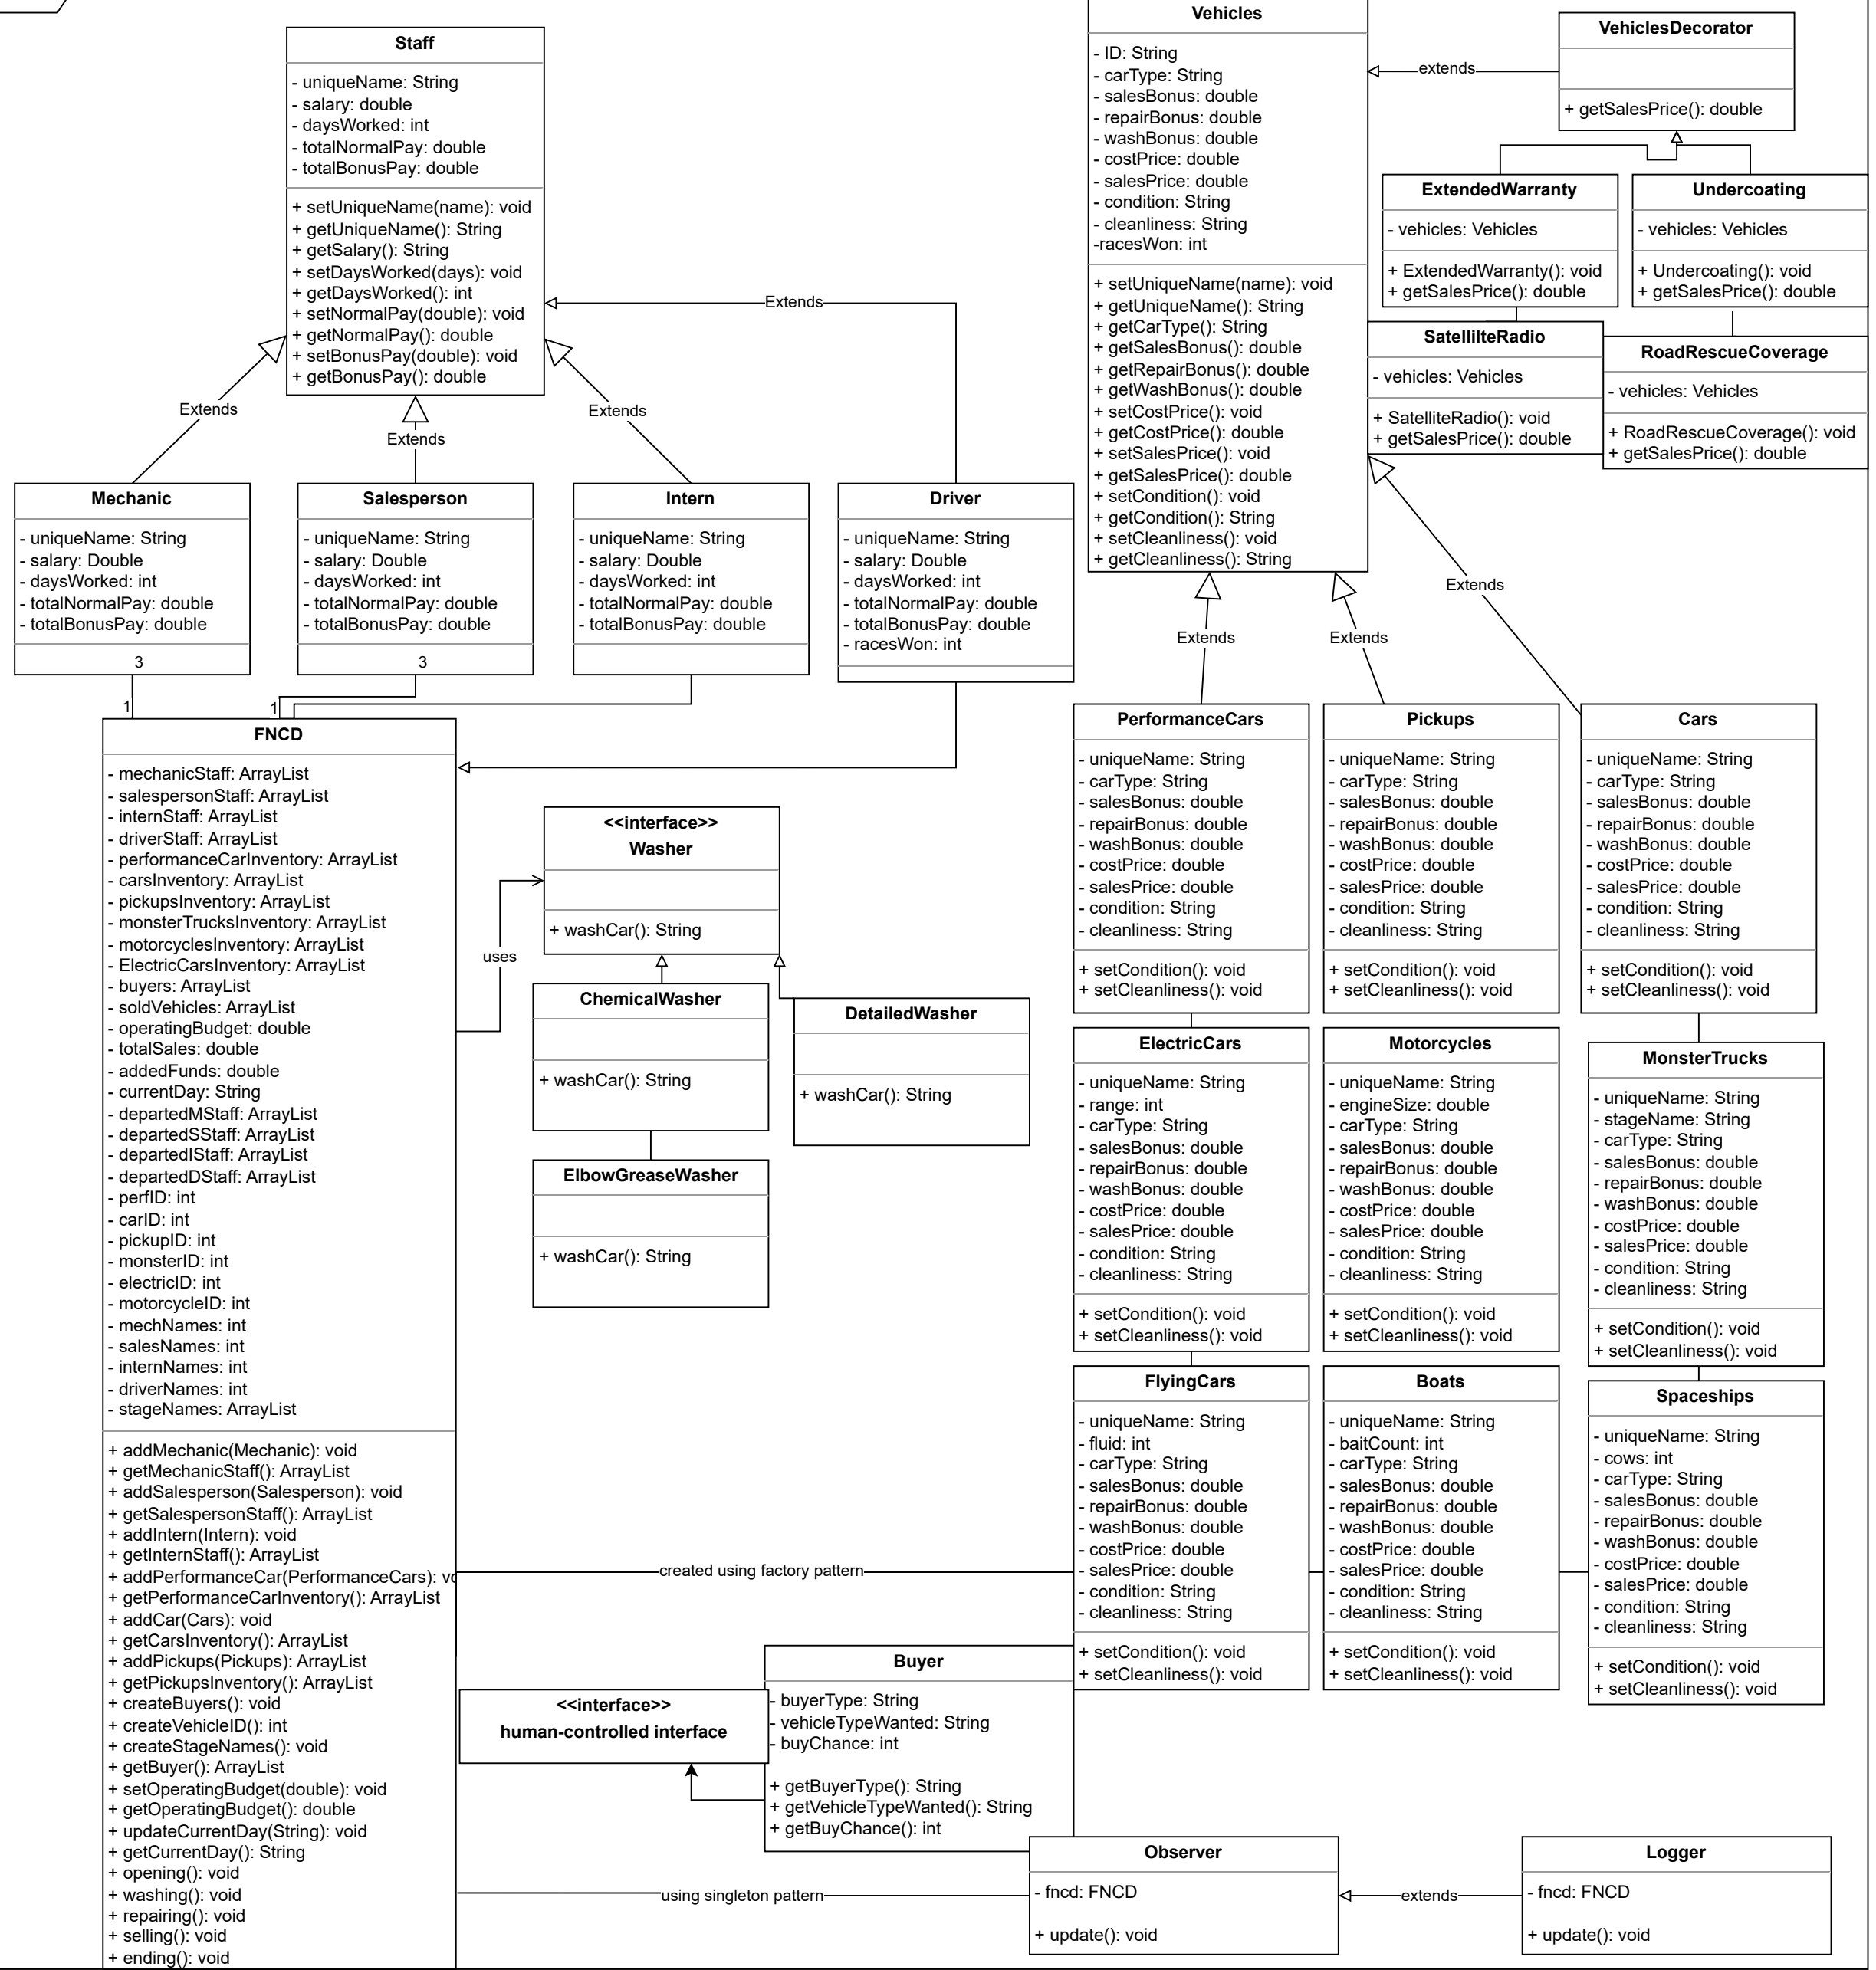 Staff
- uniqueName: String
- salary: double
- daysWorked: int
- totalNormalPay: double
- totalBonusPay: double
+ setUniqueName(name): void
+ getUniqueName(): String
+ getSalary(): String
+ setDaysWorked(days): void
+ getDaysWorked(): int
+ setNormalPay(double): void
+ getNormalPay(): double
+ setBonusPay(double): void
+ getBonusPay(): double
Vehicles
- ID: String
- carType: String
- salesBonus: double
- repairBonus: double
- washBonus: double
- costPrice: double
- salesPrice: double
- condition: String
- cleanliness: String
-racesWon: int
+ setUniqueName(name): void
+ getUniqueName(): String
+ getCarType(): String
+ getSalesBonus(): double
+ getRepairBonus(): double
+ getWashBonus(): double
+ setCostPrice(): void
+ getCostPrice(): double
+ setSalesPrice(): void
+ getSalesPrice(): double
+ setCondition(): void
+ getCondition(): String
+ setCleanliness(): void
+ getCleanliness(): String
extends
VehiclesDecorator
+ getSalesPrice(): double
ExtendedWarranty
- vehicles: Vehicles
+ ExtendedWarranty(): void
+ getSalesPrice(): double
Undercoating
- vehicles: Vehicles
+ Undercoating(): void
+ getSalesPrice(): double
SatellilteRadio
- vehicles: Vehicles
+ SatelliteRadio(): void
+ getSalesPrice(): double
RoadRescueCoverage
- vehicles: Vehicles
+ RoadRescueCoverage(): void
+ getSalesPrice(): double
Extends
Extends
Extends
Extends
Mechanic
- uniqueName: String
- salary: Double
- daysWorked: int
- totalNormalPay: double
- totalBonusPay: double
3
1
Salesperson
- uniqueName: String
- salary: Double
- daysWorked: int
- totalNormalPay: double
- totalBonusPay: double
3
1
Intern
- uniqueName: String
- salary: Double
- daysWorked: int
- totalNormalPay: double
- totalBonusPay: double
Driver
- uniqueName: String
- salary: Double
- daysWorked: int
- totalNormalPay: double
- totalBonusPay: double
- racesWon: int
Extends
Extends
Extends
FNCD
- mechanicStaff: ArrayList
- salespersonStaff: ArrayList
- internStaff: ArrayList
- driverStaff: ArrayList
- performanceCarInventory: ArrayList
- carsInventory: ArrayList
- pickupsInventory: ArrayList
- monsterTrucksInventory: ArrayList
- motorcyclesInventory: ArrayList
- ElectricCarsInventory: ArrayList
- buyers: ArrayList
- soldVehicles: ArrayList
- operatingBudget: double
- totalSales: double
- addedFunds: double
- currentDay: String
- departedMStaff: ArrayList
- departedSStaff: ArrayList
- departedIStaff: ArrayList
- departedDStaff: ArrayList
- perfID: int
- carID: int
- pickupID: int
- monsterID: int
- electricID: int
- motorcycleID: int
- mechNames: int
- salesNames: int
- internNames: int
- driverNames: int
- stageNames: ArrayList
+ addMechanic(Mechanic): void
+ getMechanicStaff(): ArrayList
+ addSalesperson(Salesperson): void
+ getSalespersonStaff(): ArrayList
+ addIntern(Intern): void
+ getInternStaff(): ArrayList
+ addPerformanceCar(PerformanceCars): vo
+ getPerformanceCarInventory(): ArrayList
+ addCar(Cars): void
+ getCarsInventory(): ArrayList
+ addPickups(Pickups): ArrayList
+ getPickupsInventory(): ArrayList
+ createBuyers(): void
+ createVehicleID(): int
+ createStageNames(): void
+ getBuyer(): ArrayList
+ setOperatingBudget(double): void
+ getOperatingBudget(): double
+ updateCurrentDay(String): void
+ getCurrentDay(): String
+ opening(): void
+ washing(): void
+ repairing(): void
+ selling(): void
+ ending(): void
uses
<<interface>>
Washer
+ washCar(): String
ChemicalWasher
+ washCar(): String
DetailedWasher
+ washCar(): String
ElbowGreaseWasher
+ washCar(): String
PerformanceCars
- uniqueName: String
- carType: String
- salesBonus: double
- repairBonus: double
- washBonus: double
- costPrice: double
- salesPrice: double
- condition: String
- cleanliness: String
+ setCondition(): void
+ setCleanliness(): void
Pickups
- uniqueName: String
- carType: String
- salesBonus: double
- repairBonus: double
- washBonus: double
- costPrice: double
- salesPrice: double
- condition: String
- cleanliness: String
+ setCondition(): void
+ setCleanliness(): void
Cars
- uniqueName: String
- carType: String
- salesBonus: double
- repairBonus: double
- washBonus: double
- costPrice: double
- salesPrice: double
- condition: String
- cleanliness: String
+ setCondition(): void
+ setCleanliness(): void
ElectricCars
- uniqueName: String
- range: int
- carType: String
- salesBonus: double
- repairBonus: double
- washBonus: double
- costPrice: double
- salesPrice: double
- condition: String
- cleanliness: String
+ setCondition(): void
+ setCleanliness(): void
Motorcycles
- uniqueName: String
- engineSize: double
- carType: String
- salesBonus: double
- repairBonus: double
- washBonus: double
- costPrice: double
- salesPrice: double
- condition: String
- cleanliness: String
+ setCondition(): void
+ setCleanliness(): void
MonsterTrucks
- uniqueName: String
- stageName: String
- carType: String
- salesBonus: double
- repairBonus: double
- washBonus: double
- costPrice: double
- salesPrice: double
- condition: String
- cleanliness: String
+ setCondition(): void
+ setCleanliness(): void
FlyingCars
- uniqueName: String
- fluid: int
- carType: String
- salesBonus: double
- repairBonus: double
- washBonus: double
- costPrice: double
- salesPrice: double
- condition: String
- cleanliness: String
+ setCondition(): void
+ setCleanliness(): void
Boats
- uniqueName: String
- baitCount: int
- carType: String
- salesBonus: double
- repairBonus: double
- washBonus: double
- costPrice: double
- salesPrice: double
- condition: String
- cleanliness: String
+ setCondition(): void
+ setCleanliness(): void
Spaceships
- uniqueName: String
- cows: int
- carType: String
- salesBonus: double
- repairBonus: double
- washBonus: double
- costPrice: double
- salesPrice: double
- condition: String
- cleanliness: String
+ setCondition(): void
+ setCleanliness(): void
created using factory pattern
<<interface>>
human-controlled interface
Buyer
- buyerType: String
- vehicleTypeWanted: String
- buyChance: int
+ getBuyerType(): String
+ getVehicleTypeWanted(): String
+ getBuyChance(): int
using singleton pattern
Observer
- fncd: FNCD
+ update(): void
extends
Logger
- fncd: FNCD
+ update(): void